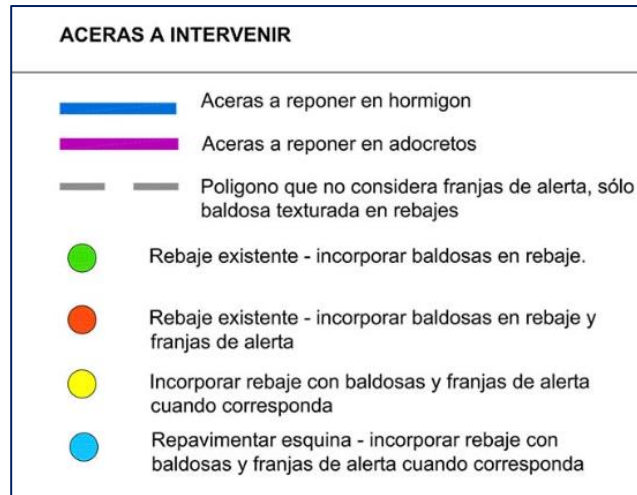 ACERAS A INTERVENIR
Aceras a reponer en hormigon
Aceras a reponer en adocretos
Poligono que no considera franjas de alerta, sólo
baldosa texturada en rebajes
Rebaje existente - incorporar baldosas en rebaje.
Rebaje existente - incorporar baldosas en rebaje y
franjas de alerta
Incorporar rebaje con baldosas y franjas de alerta
cuando corresponda
Repavimentar esquina - incorporar rebaje con
baldosas y franjas de alerta cuando corresponda